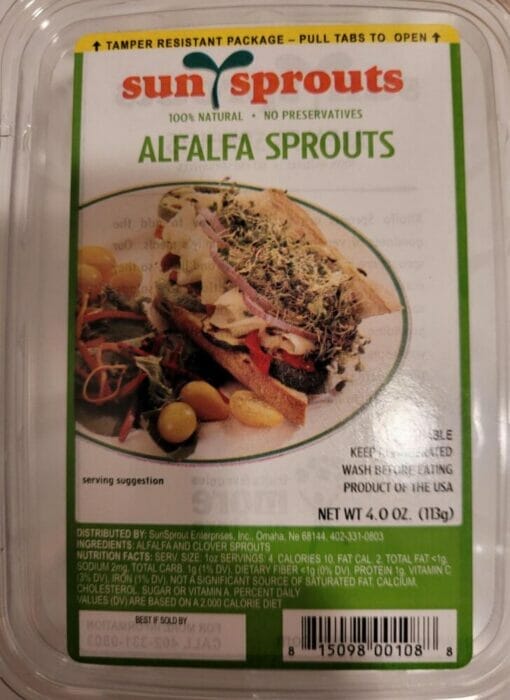 ↑ TAMPER RESISTANT PACKAGE – PULL TABS TO OPEN ↑
sun sprouts
100% NATURAL • NO PRESERVATIVES
ALFALFA SPROUTS
KEEP
WASH BEFORE EATING
PRODUCT OF THE USA
serving suggestion
NET WT 4.0 OZ. (113g)
DISTRIBUTED BY: SunSprout Enterprises, Inc., Omaha, Ne 68144, 402-331-0803
INGREDIENTS: ALFALFA AND CLOVER SPROUTS
NUTRITION FACTS: SERV. SIZE: 1oz SERVINGS: 4, CALORIES 10, FAT CAL. 2, TOTAL FAT <1g,
SODIUM 2mg, TOTAL CARB. 1g (1% DV), DIETARY FIBER <1g (0% DV), PROTEIN 1g, VITAMIN C
(3% DV), IRON (1% DV). NOT A SIGNIFICANT SOURCE OF SATURATED FAT, CALCIUM,
CHOLESTEROL, SUGAR OR VITAMIN A. PERCENT DAILY
VALUES (DV) ARE BASED ON A 2,000 CALORIE DIET
BEST IF SOLD BY
8 15098 00108 8